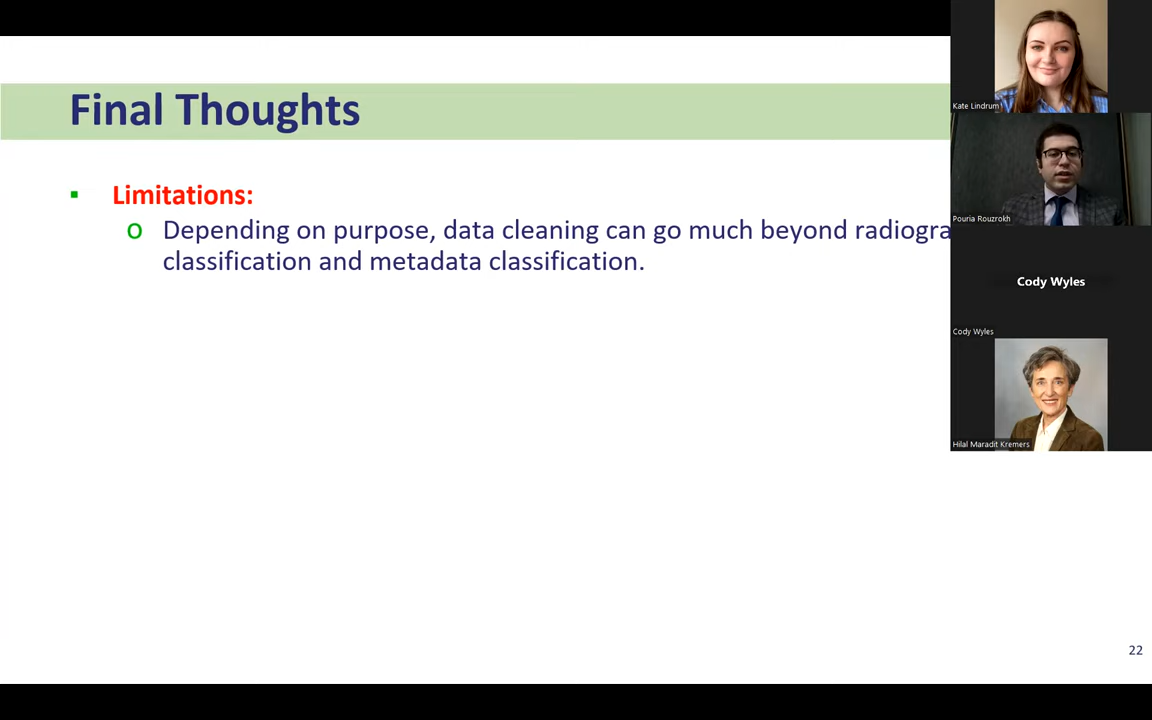 Final Thoughts
▪ Limitations:
o Depending on purpose, data cleaning can go much beyond
classification and metadata classification.
22
Kate Lindrum
Pouria Rouzrokh
Cody Wyles
Cody Wyles
Hilal Maradit Kremers